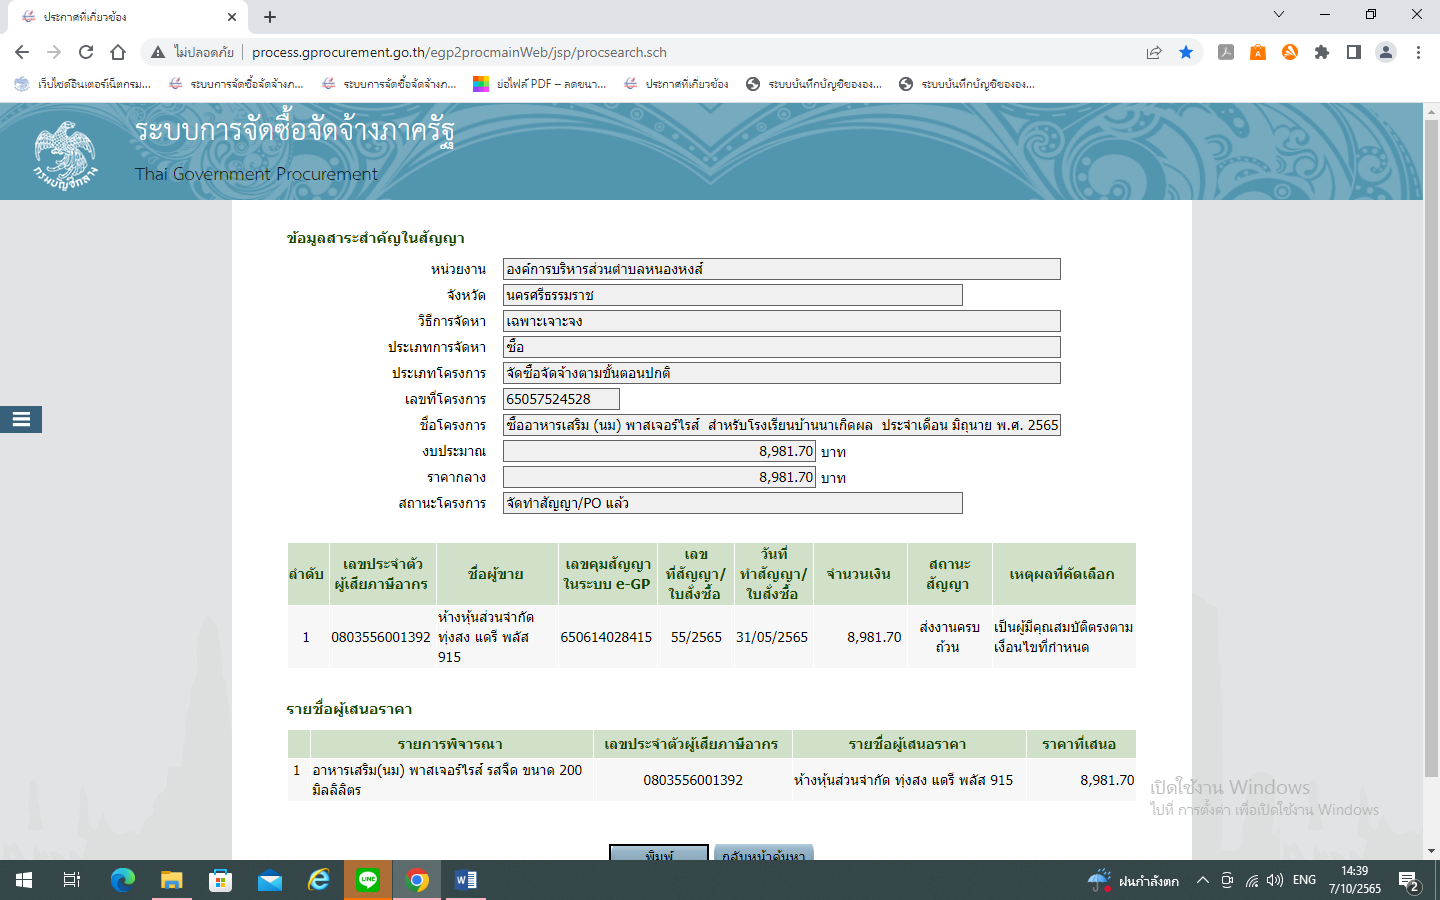 ประกาศที่เกี่ยวข้อง
ไม่ปลอดภัย | process.gprocurement.go.th/egp2procmainWeb/jsp/procsearch.sch
เว็บไซต์อินเตอร์เน็ตกรม... ระบบการจัดซื้อจัดจ้างภ... ระบบการจัดซื้อจัดจ้างภ... ย่อไฟล์ PDF – ลดขนา... ประกาศที่เกี่ยวข้อง ระบบบันทึกบัญชีขององ... ระบบบันทึกบัญชีขององ...
ระบบการจัดซื้อจัดจ้างภาครัฐ
Thai Government Procurement
กรมบัญชีกลาง
ข้อมูลสาระสำคัญในสัญญา
หน่วยงาน องค์การบริหารส่วนตำบลหนองหงส์
จังหวัด นครศรีธรรมราช
วิธีการจัดหา เฉพาะเจาะจง
ประเภทการจัดหา ซื้อ
ประเภทโครงการ จัดซื้อจัดจ้างตามขั้นตอนปกติ
เลขที่โครงการ 65057524528
ชื่อโครงการ ซื้ออาหารเสริม (นม) พาสเจอร์ไรส์ สำหรับโรงเรียนบ้านนาเกิดผล ประจำเดือน มิถุนาย พ.ศ. 2565
งบประมาณ 8,981.70 บาท
ราคากลาง 8,981.70 บาท
สถานะโครงการ จัดทำสัญญา/PO แล้ว
ลำดับ เลขประจำตัวผู้เสียภาษีอากร ชื่อผู้ขาย เลขคุมสัญญาในระบบ e-GP เลขที่สัญญา/ใบสั่งซื้อ วันที่ทำสัญญา/ใบสั่งซื้อ จำนวนเงิน สถานะสัญญา เหตุผลที่คัดเลือก
1 0803556001392 ห้างหุ้นส่วนจำกัด ทุ่งสง แดรี่ พลัส 915 650614028415 55/2565 31/05/2565 8,981.70 ส่งงานครบถ้วน เป็นผู้มีคุณสมบัติตรงตามเงื่อนไขที่กำหนด
รายชื่อผู้เสนอราคา
รายการพิจารณา เลขประจำตัวผู้เสียภาษีอากร รายชื่อผู้เสนอราคา ราคาที่เสนอ
1 อาหารเสริม(นม) พาสเจอร์ไรส์ รสจืด ขนาด 200 มิลลิลิตร 0803556001392 ห้างหุ้นส่วนจำกัด ทุ่งสง แดรี่ พลัส 915 8,981.70
เปิดใช้งาน Windows
ไปที่ การตั้งค่า เพื่อเปิดใช้งาน Windows
พิมพ์ กลับหน้าค้นหา
LINE
ฝนกำลังตก ENG 14:39
7/10/2565 2